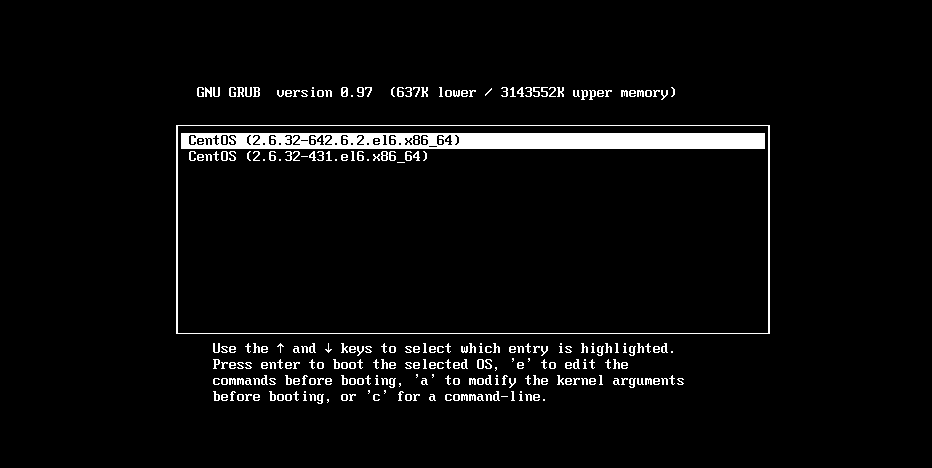 GNU GRUB  version 0.97  (637K lower / 3143552K upper memory)
CentOS (2.6.32-642.6.2.el6.x86_64)
CentOS (2.6.32-431.el6.x86_64)
Use the ↑ and ↓ keys to select which entry is highlighted.
Press enter to boot the selected OS, 'e' to edit the
commands before booting, 'a' to modify the kernel arguments
before booting, or 'c' for a command-line.